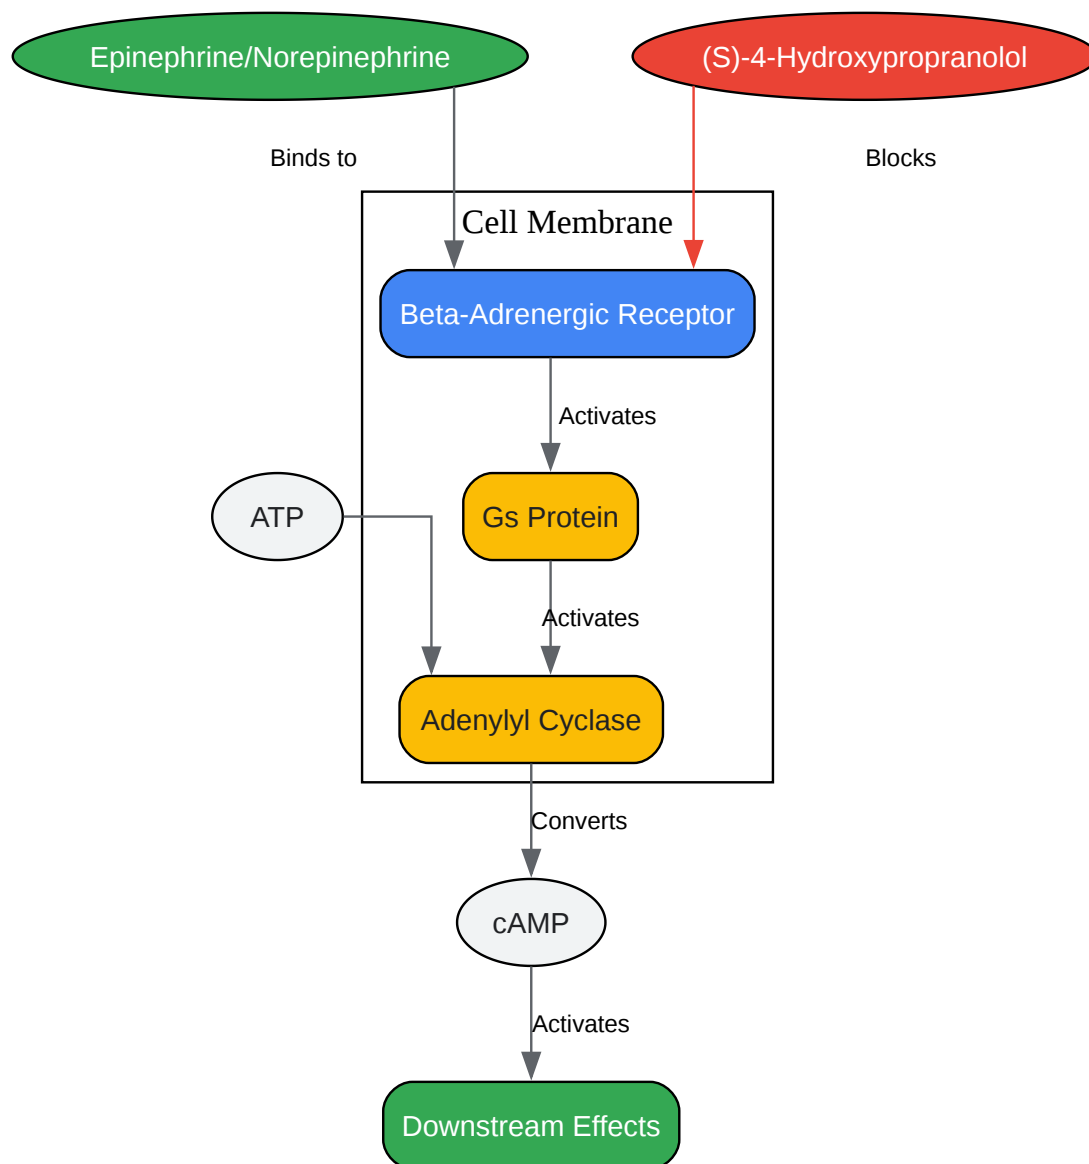 Epinephrine/Norepinephrine
(S)-4-Hydroxypropranolol
Binds to
Blocks
Cell Membrane
Beta-Adrenergic Receptor
Activates
ATP
Gs Protein
Activates
Adenylyl Cyclase
Converts
cAMP
Activates
Downstream Effects